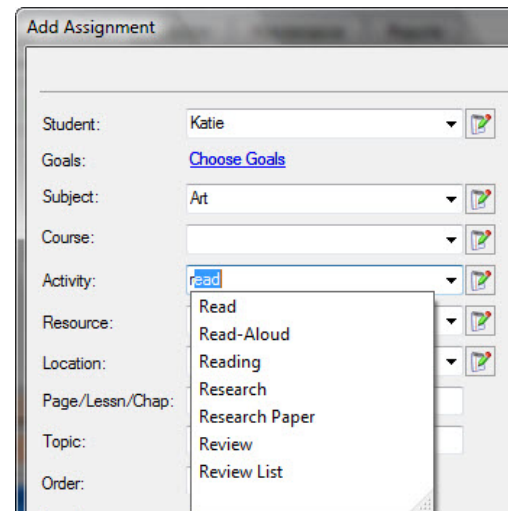 Add Assignment
Student: Katie
Goals: Choose Goals
Subject: Art
Course:
Activity: read
Read
Read-Aloud
Resource:
Reading
Location:
Research
Page/Lessn/Chap:
Research Paper
Topic:
Review
Review List
Order: